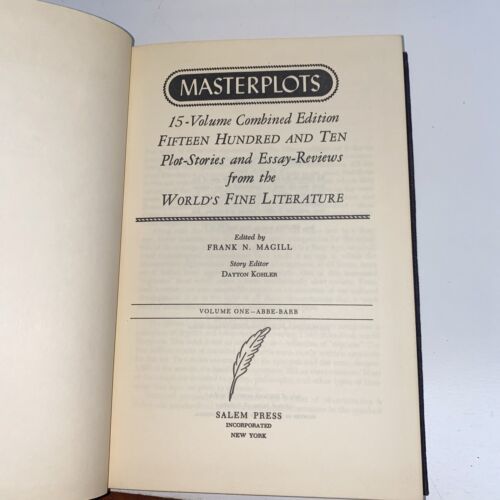 MASTERPLOTS
15-Volume Combined Edition
FIFTEEN HUNDRED AND TEN
Plot-Stories and Essay-Reviews
from the
WORLD'S FINE LITERATURE
Edited by
FRANK N. MAGILL
Story Editor
DAYTON KOHLER
VOLUME ONE—ABBE-BARB
SALEM PRESS
INCORPORATED
NEW YORK